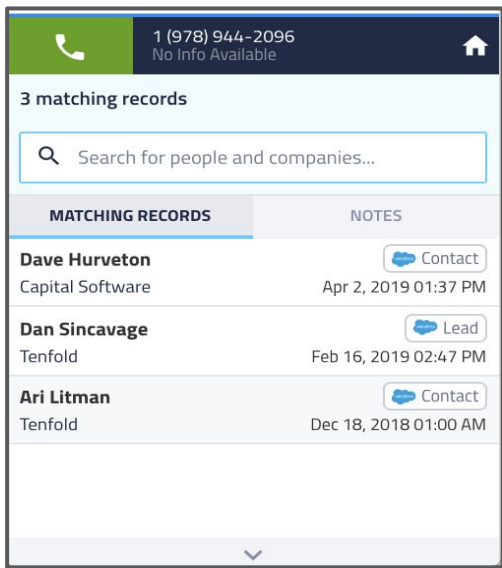 1 (978) 944-2096
No Info Available
3 matching records
Search for people and companies...
MATCHING RECORDS NOTES
Dave Hurveton Contact
Capital Software Apr 2, 2019 01:37 PM
Dan Sincavage Lead
Tenfold Feb 16, 2019 02:47 PM
Ari Litman Contact
Tenfold Dec 18, 2018 01:00 AM